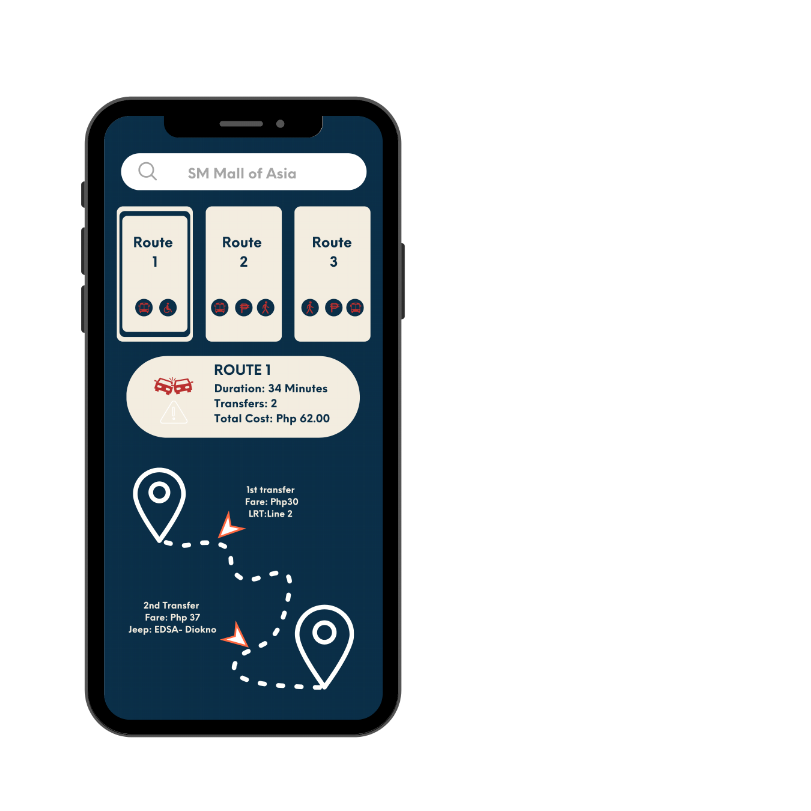 SM Mall of Asia
Route
1
Route
2
Route
3
ROUTE 1
Duration: 34 Minutes
Transfers: 2
Total Cost: Php 62.00
1st transfer
Fare: Php30
LRT:Line 2
2nd Transfer
Fare: Php 37
Jeep: EDSA- Diokno